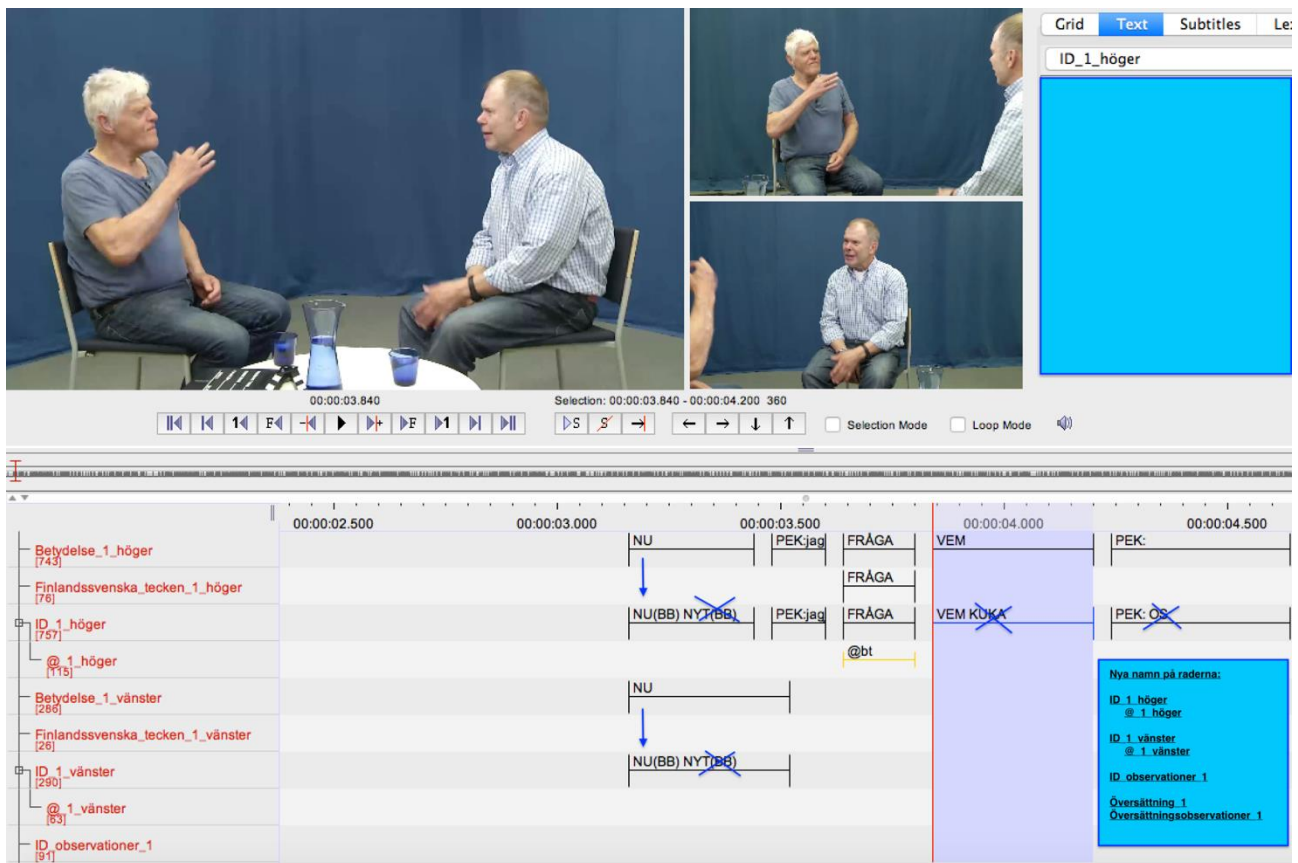 Grid Text Subtitles Le
ID_1_höger
00:00:03.840
Selection: 00:00:03.840 - 00:00:04.200 360
1 F F 1 S S Selection Mode Loop Mode
00:00:02.500 00:00:03.000 00:00:03.500 00:00:04.000 00:00:04.500
Betydelse_1_höger NU PEK:jag FRÅGA VEM PEK:
[743]
Finlandssvenska_tecken_1_höger FRÅGA
[76]
ID_1_höger NU(BB) NYT(BB) PEK:jag FRÅGA VEM KUKA PEK: OS
[757]
@_1_höger @bt
[115]
Betydelse_1_vänster NU
[286]
Finlandssvenska_tecken_1_vänster
[26]
ID_1_vänster NU(BB) NYT(BB)
[290]
@_1_vänster
[63]
ID_observationer_1
[91]
Nya namn på raderna:
ID_1_höger
@_1_höger
ID_1_vänster
@_1_vänster
ID_observationer_1
Översättning_1
Översättningsobservationer_1